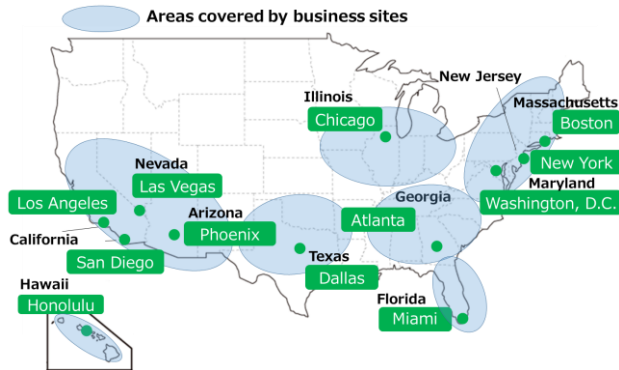 Areas covered by business sites
New Jersey
Illinois
Chicago
Massachusetts
Boston
Nevada
Las Vegas
New York
Maryland
Washington, D.C.
Los Angeles
Arizona
Phoenix
Georgia
Atlanta
California
San Diego
Texas
Dallas
Hawaii
Honolulu
Florida
Miami